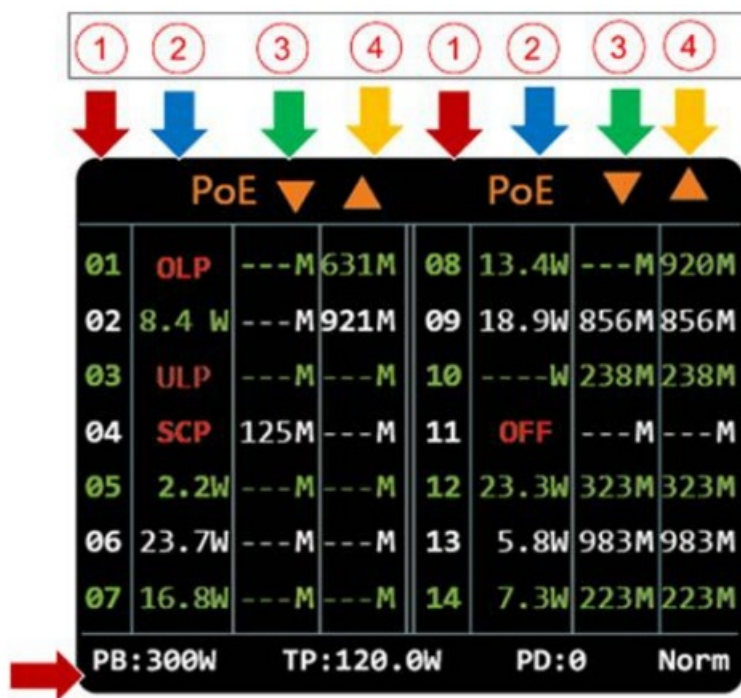 ① ② ③ ④ ① ② ③ ④
PoE ▼ ▲ PoE ▼ ▲
01 OLP ---M 631M 08 13.4W ---M 920M
02 8.4 W ---M 921M 09 18.9W 856M 856M
03 ULP ---M ---M 10 ----W 238M 238M
04 SCP 125M ---M 11 OFF ---M ---M
05 2.2W ---M ---M 12 23.3W 323M 323M
06 23.7W ---M ---M 13 5.8W 983M 983M
07 16.8W ---M ---M 14 7.3W 223M 223M
PB:300W TP:120.0W PD:0 Norm